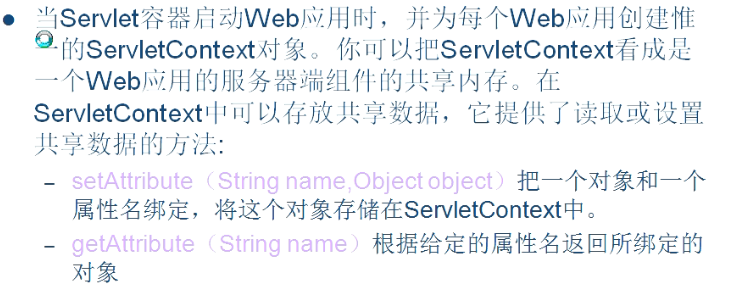 ● 当Servlet容器启动Web应用时，并为每个Web应用创建惟
一的ServletContext对象。你可以把ServletContext看成是
一个Web应用的服务器端组件的共享内存。在
ServletContext中可以存放共享数据，它提供了读取或设置
共享数据的方法:
– setAttribute（String name,Object object）把一个对象和一个
属性名绑定，将这个对象存储在ServletContext中。
– getAttribute（String name）根据给定的属性名返回所绑定的
对象